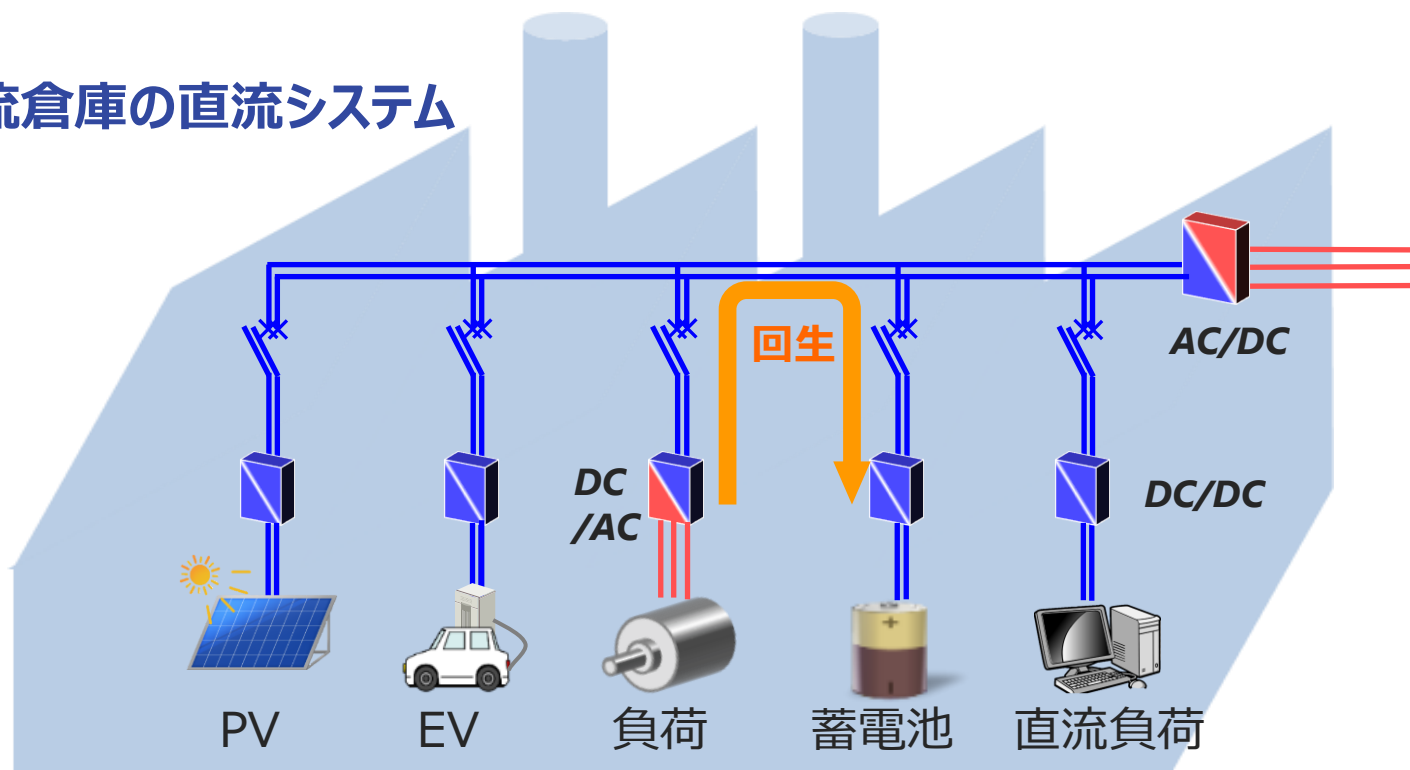 流倉庫の直流システム
回生
AC/DC
DC
/AC
DC/DC
+
PV
EV
負荷
蓄電池
直流負荷